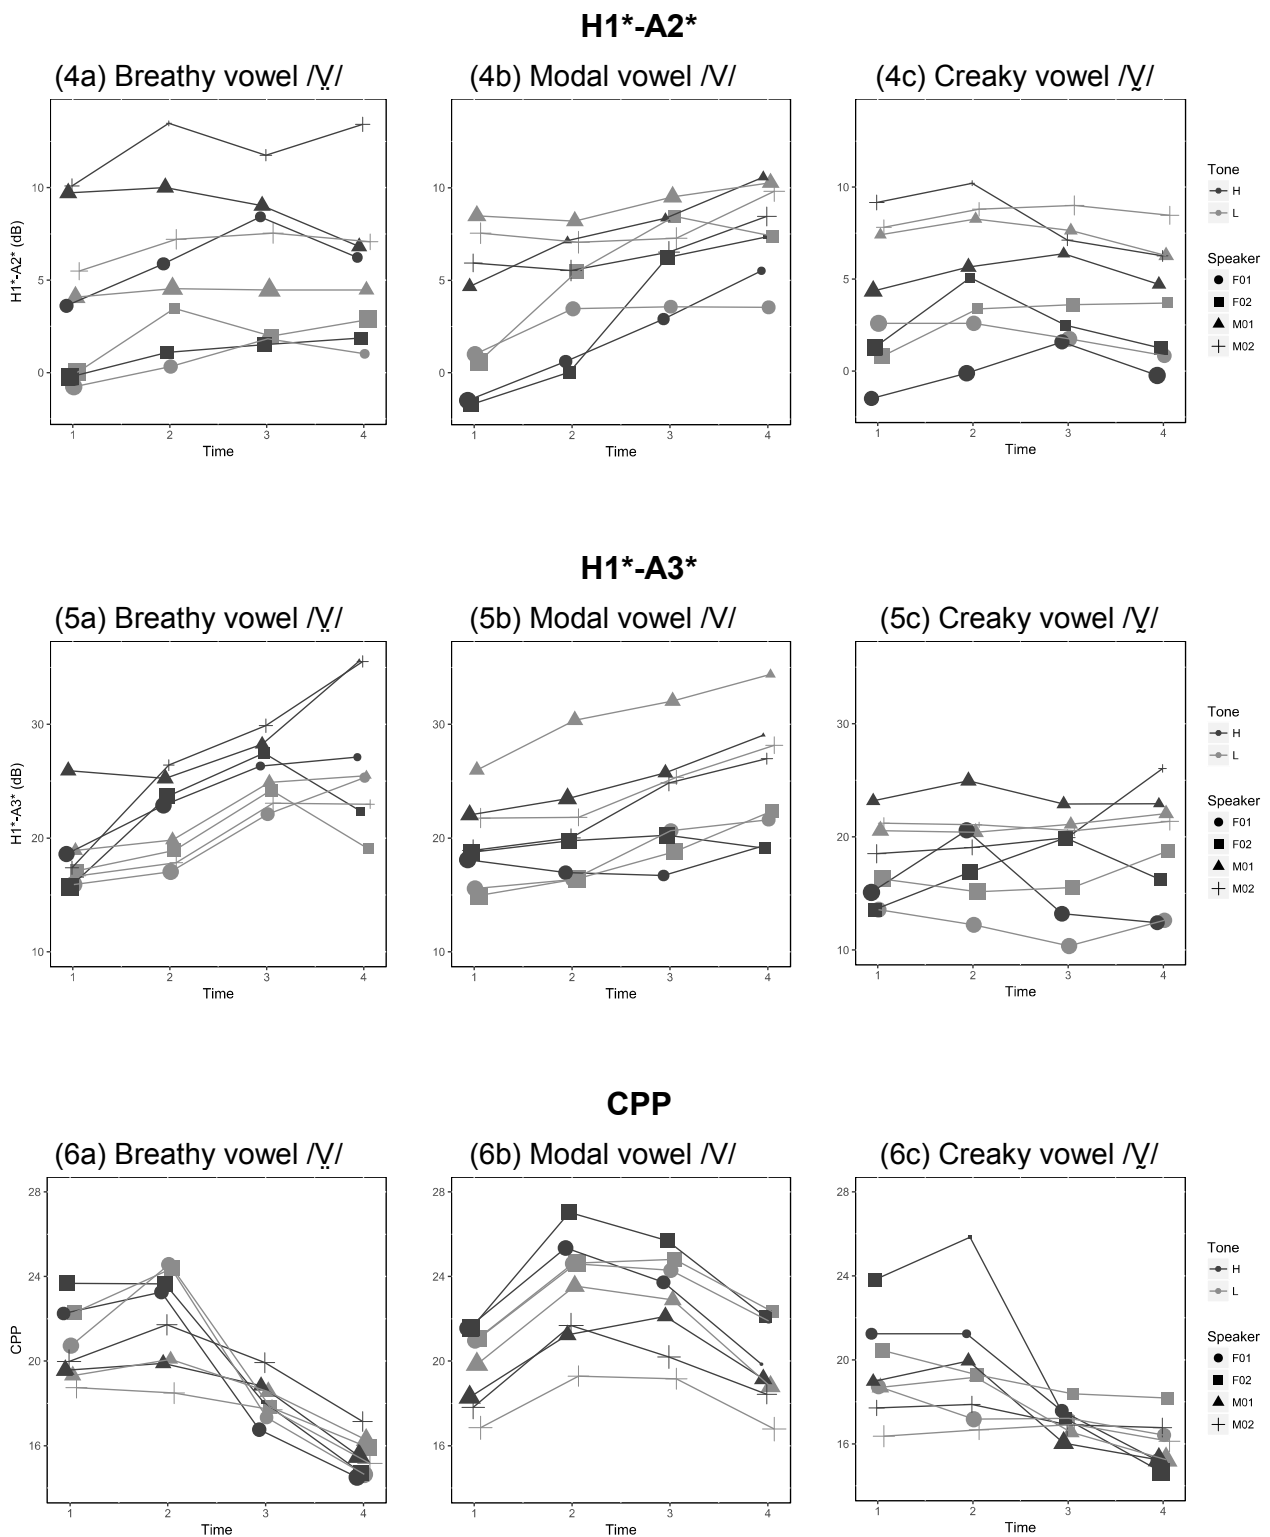 H1*-A2*
(4a) Breathy vowel /V̤/
(4b) Modal vowel /V/
(4c) Creaky vowel /V̰/
H1*-A2* (dB)
10
5
0
1 2 3 4
Time
10
5
0
1 2 3 4
Time
10
5
0
1 2 3 4
Time
Tone
H
L
Speaker
F01
F02
M01
M02
H1*-A3*
(5a) Breathy vowel /V̤/
(5b) Modal vowel /V/
(5c) Creaky vowel /V̰/
H1*-A3* (dB)
30
20
10
1 2 3 4
Time
30
20
10
1 2 3 4
Time
30
20
10
1 2 3 4
Time
Tone
H
L
Speaker
F01
F02
M01
M02
CPP
(6a) Breathy vowel /V̤/
(6b) Modal vowel /V/
(6c) Creaky vowel /V̰/
CPP
28
24
20
16
1 2 3 4
Time
28
24
20
16
1 2 3 4
Time
28
24
20
16
1 2 3 4
Time
Tone
H
L
Speaker
F01
F02
M01
M02